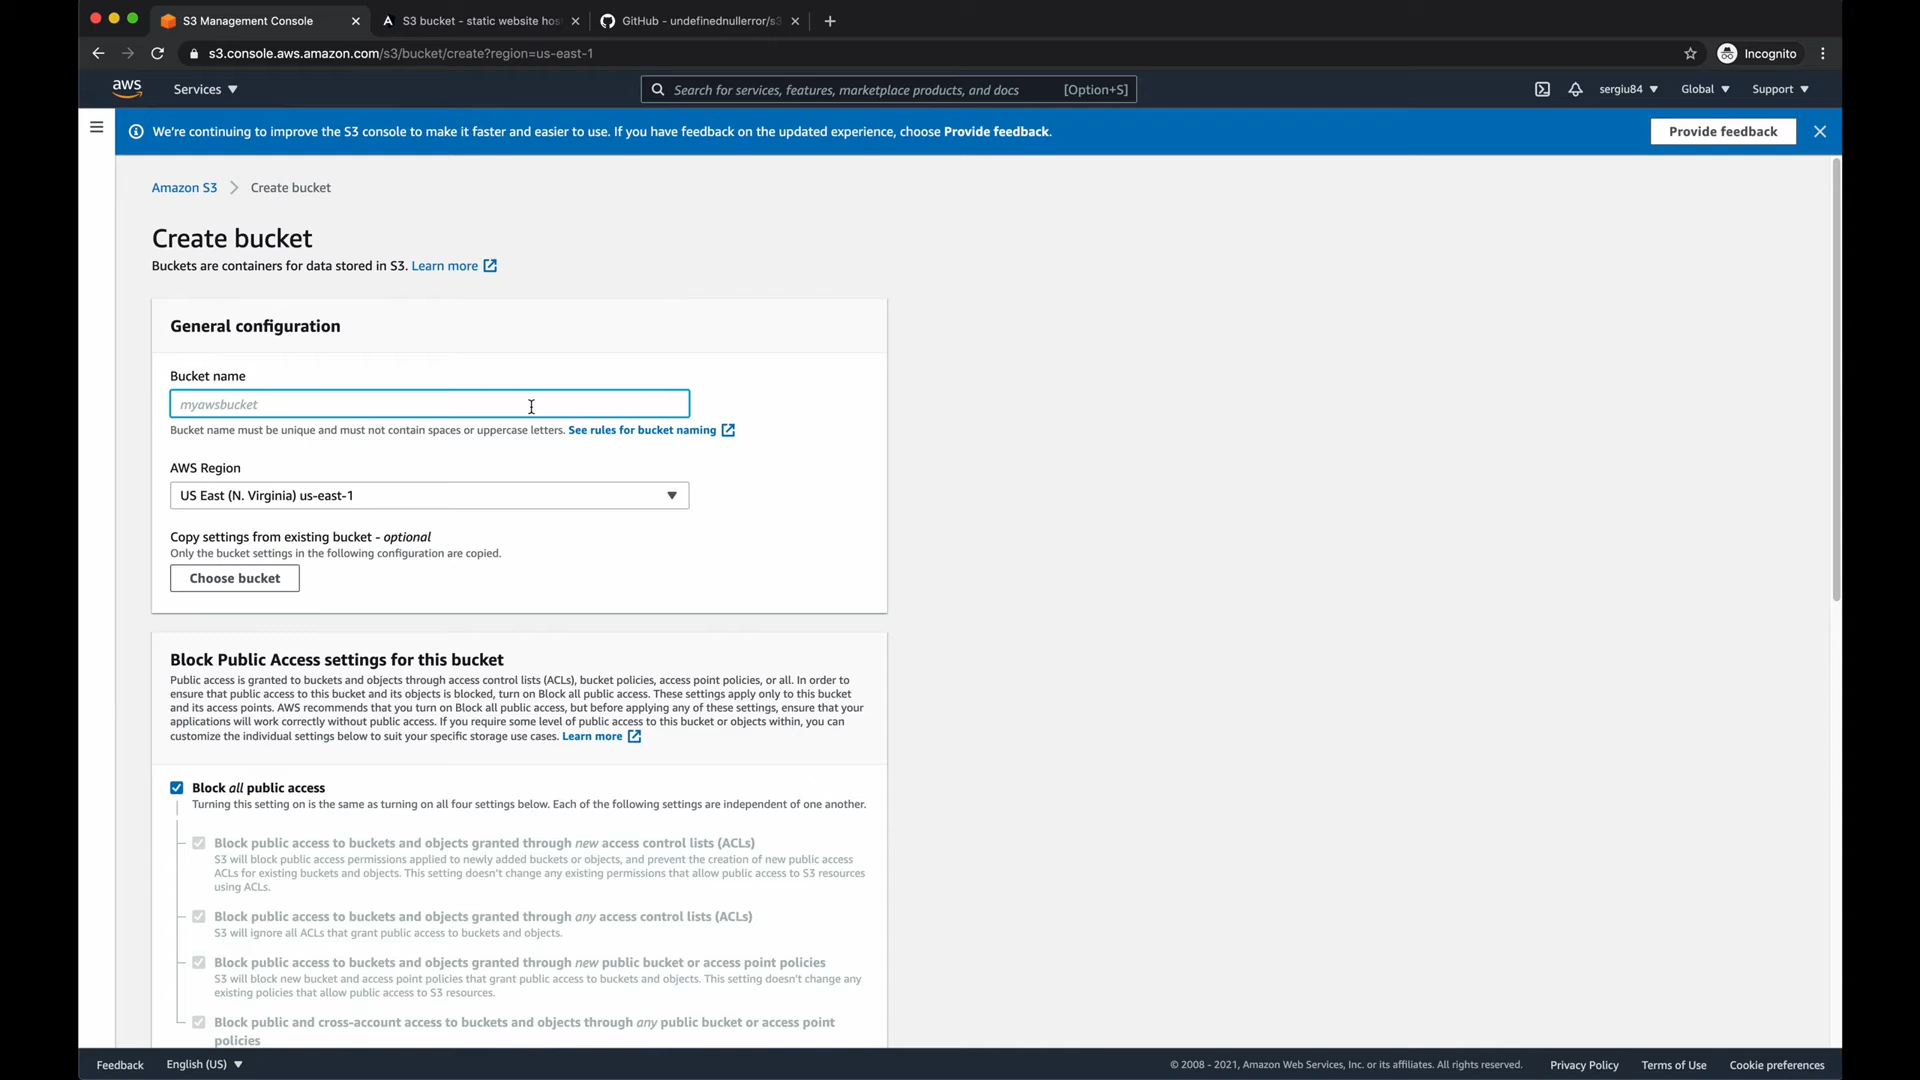 S3 Management Console
S3 bucket - static website hos
GitHub - undefinednullerror/s3
s3.console.aws.amazon.com/s3/bucket/create?region=us-east-1
Incognito
aws
Services
Search for services, features, marketplace products, and docs [Option+S]
sergiu84
Global
Support
We're continuing to improve the S3 console to make it faster and easier to use. If you have feedback on the updated experience, choose Provide feedback.
Provide feedback
Amazon S3
Create bucket
Create bucket
Buckets are containers for data stored in S3. Learn more
General configuration
Bucket name
myawsbucket
Bucket name must be unique and must not contain spaces or uppercase letters. See rules for bucket naming
AWS Region
US East (N. Virginia) us-east-1
Copy settings from existing bucket - optional
Only the bucket settings in the following configuration are copied.
Choose bucket
Block Public Access settings for this bucket
Public access is granted to buckets and objects through access control lists (ACLs), bucket policies, access point policies, or all. In order to
ensure that public access to this bucket and its objects is blocked, turn on Block all public access. These settings apply only to this bucket
and its access points. AWS recommends that you turn on Block all public access, but before applying any of these settings, ensure that your
applications will work correctly without public access. If you require some level of public access to this bucket or objects within, you can
customize the individual settings below to suit your specific storage use cases. Learn more
Block all public access
Turning this setting on is the same as turning on all four settings below. Each of the following settings are independent of one another.
Block public access to buckets and objects granted through new access control lists (ACLs)
S3 will block public access permissions applied to newly added buckets or objects, and prevent the creation of new public access
ACLs for existing buckets and objects. This setting doesn't change any existing permissions that allow public access to S3 resources
using ACLs.
Block public access to buckets and objects granted through any access control lists (ACLs)
S3 will ignore all ACLs that grant public access to buckets and objects.
Block public access to buckets and objects granted through new public bucket or access point policies
S3 will block new bucket and access point policies that grant public access to buckets and objects. This setting doesn't change any
existing policies that allow public access to S3 resources.
Block public and cross-account access to buckets and objects through any public bucket or access point
policies
Feedback
English (US)
© 2008 - 2021, Amazon Web Services, Inc. or its affiliates. All rights reserved.
Privacy Policy
Terms of Use
Cookie preferences